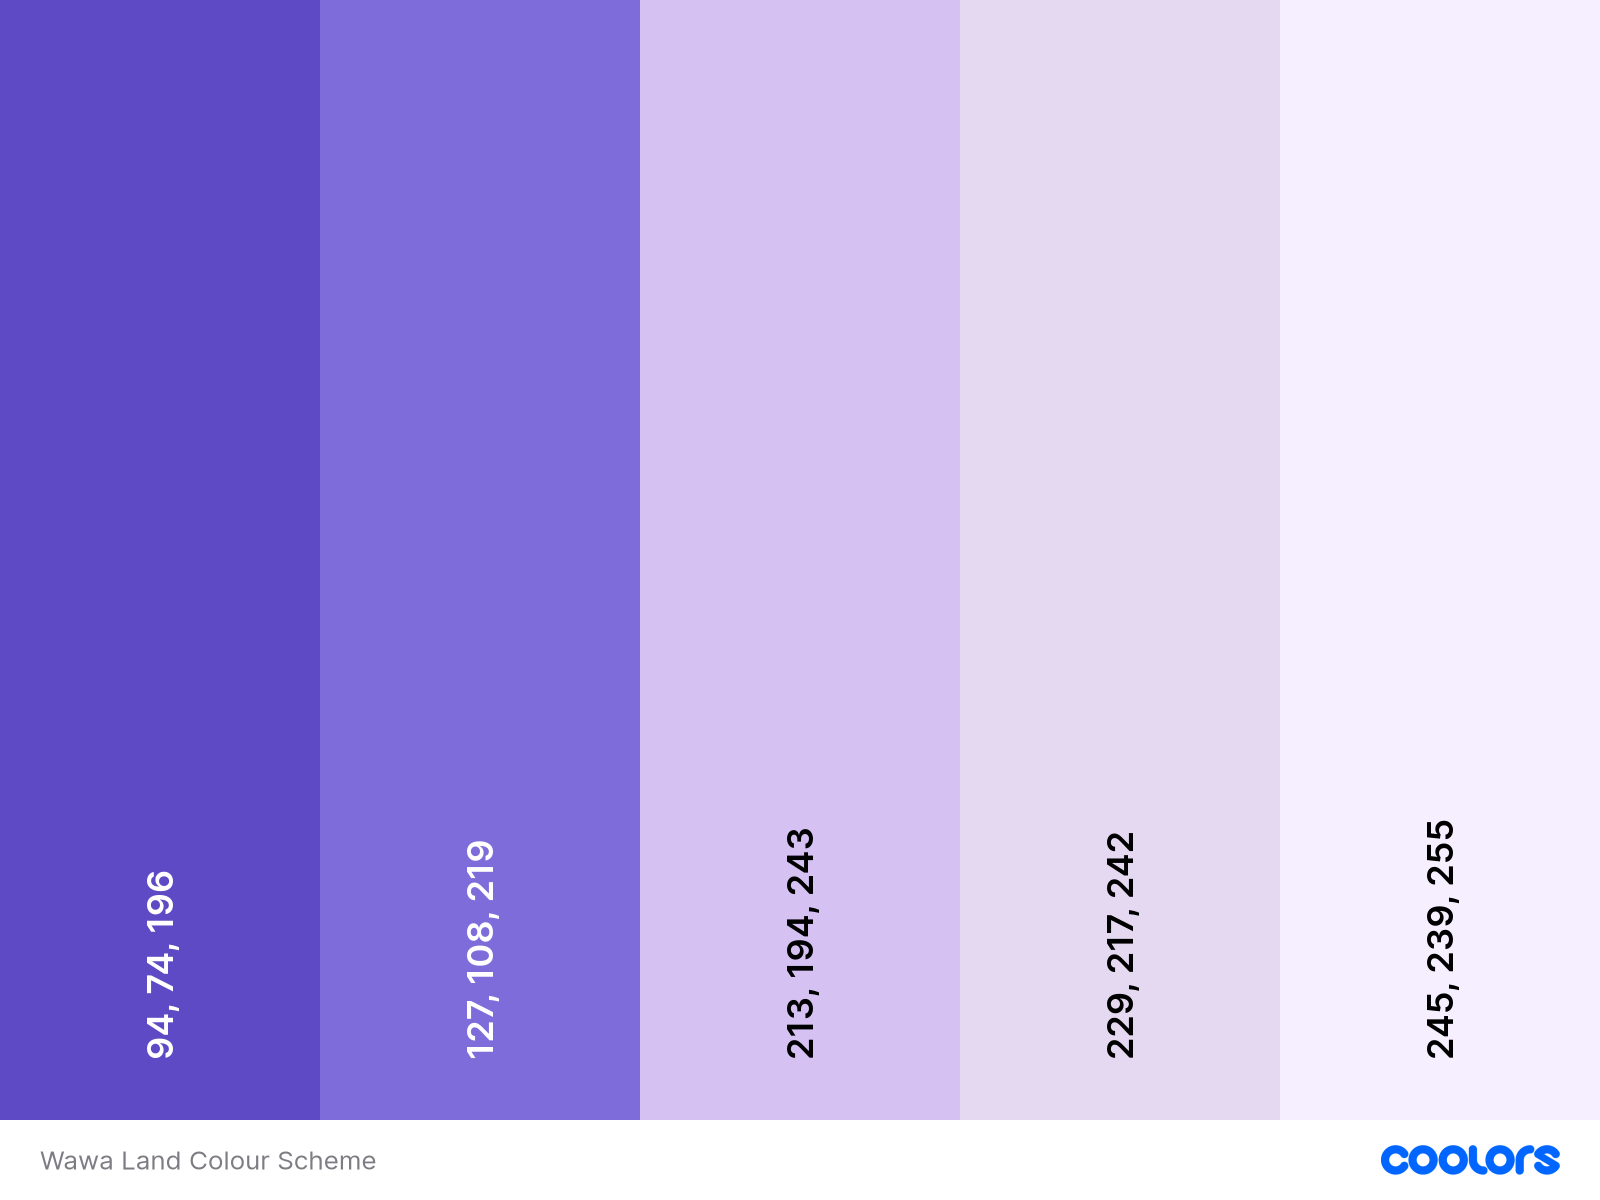 94, 74, 196
127, 108, 219
213, 194, 243
229, 217, 242
245, 239, 255
Wawa Land Colour Scheme
coolors